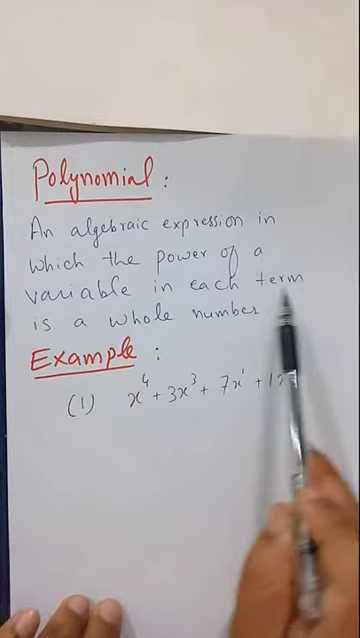 Polynomial :
An algebraic expression in
which the power of a
variable in each term
is a whole number.
Example :
(1) x⁴ + 3x³ + 7x¹ + 1